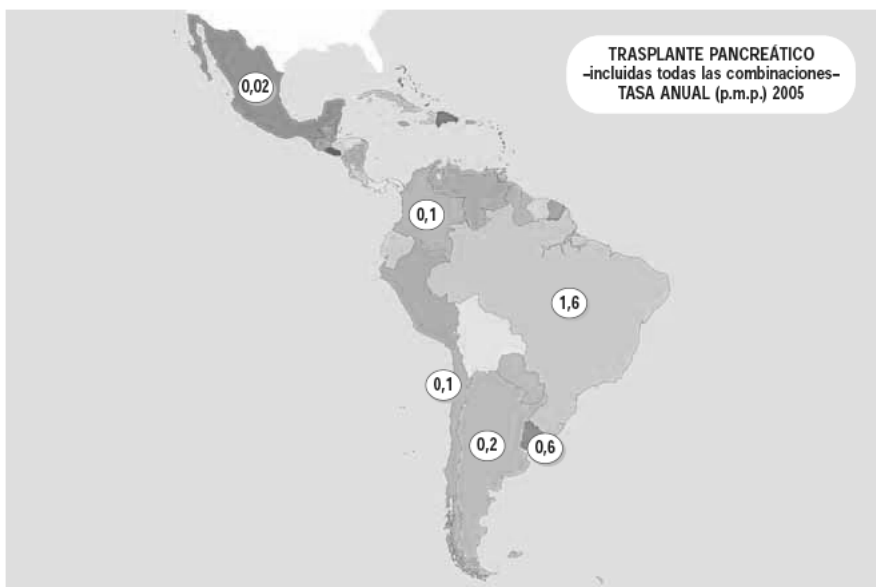 TRASPLANTE PANCREÁTICO
–incluidas todas las combinaciones–
TASA ANUAL (p.m.p.) 2005
0,02
0,1
1,6
0,1
0,2
0,6